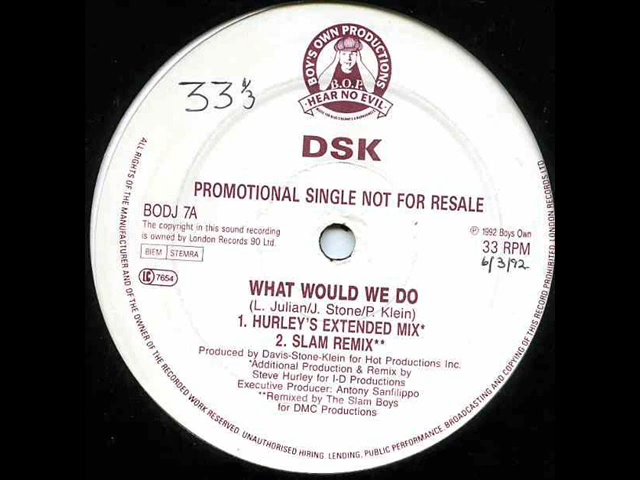 BOY'S OWN PRODUCTIONS
B.O.P.
HEAR NO EVIL
33 1/3
DSK
PROMOTIONAL SINGLE NOT FOR RESALE
BODJ 7A
The copyright in this sound recording
is owned by London Records 90 Ltd.
BIEM STEMRA
LC 7654
℗ 1992 Boys Own
33 RPM
6/3/92
WHAT WOULD WE DO
(L. Julian/J. Stone/P. Klein)
1. HURLEY'S EXTENDED MIX*
2. SLAM REMIX**
Produced by Davis-Stone-Klein for Hot Productions Inc.
*Additional Production & Remix by
Steve Hurley for I-D Productions
Executive Producer: Antony Sanfilippo
**Remixed by The Slam Boys
for DMC Productions
ALL RIGHTS OF THE MANUFACTURER AND OF THE OWNER OF THE RECORDED WORK RESERVED. UNAUTHORISED HIRING, LENDING, PUBLIC PERFORMANCE, BROADCASTING AND COPYING OF THIS RECORD PROHIBITED. LONDON RECORDS LTD.